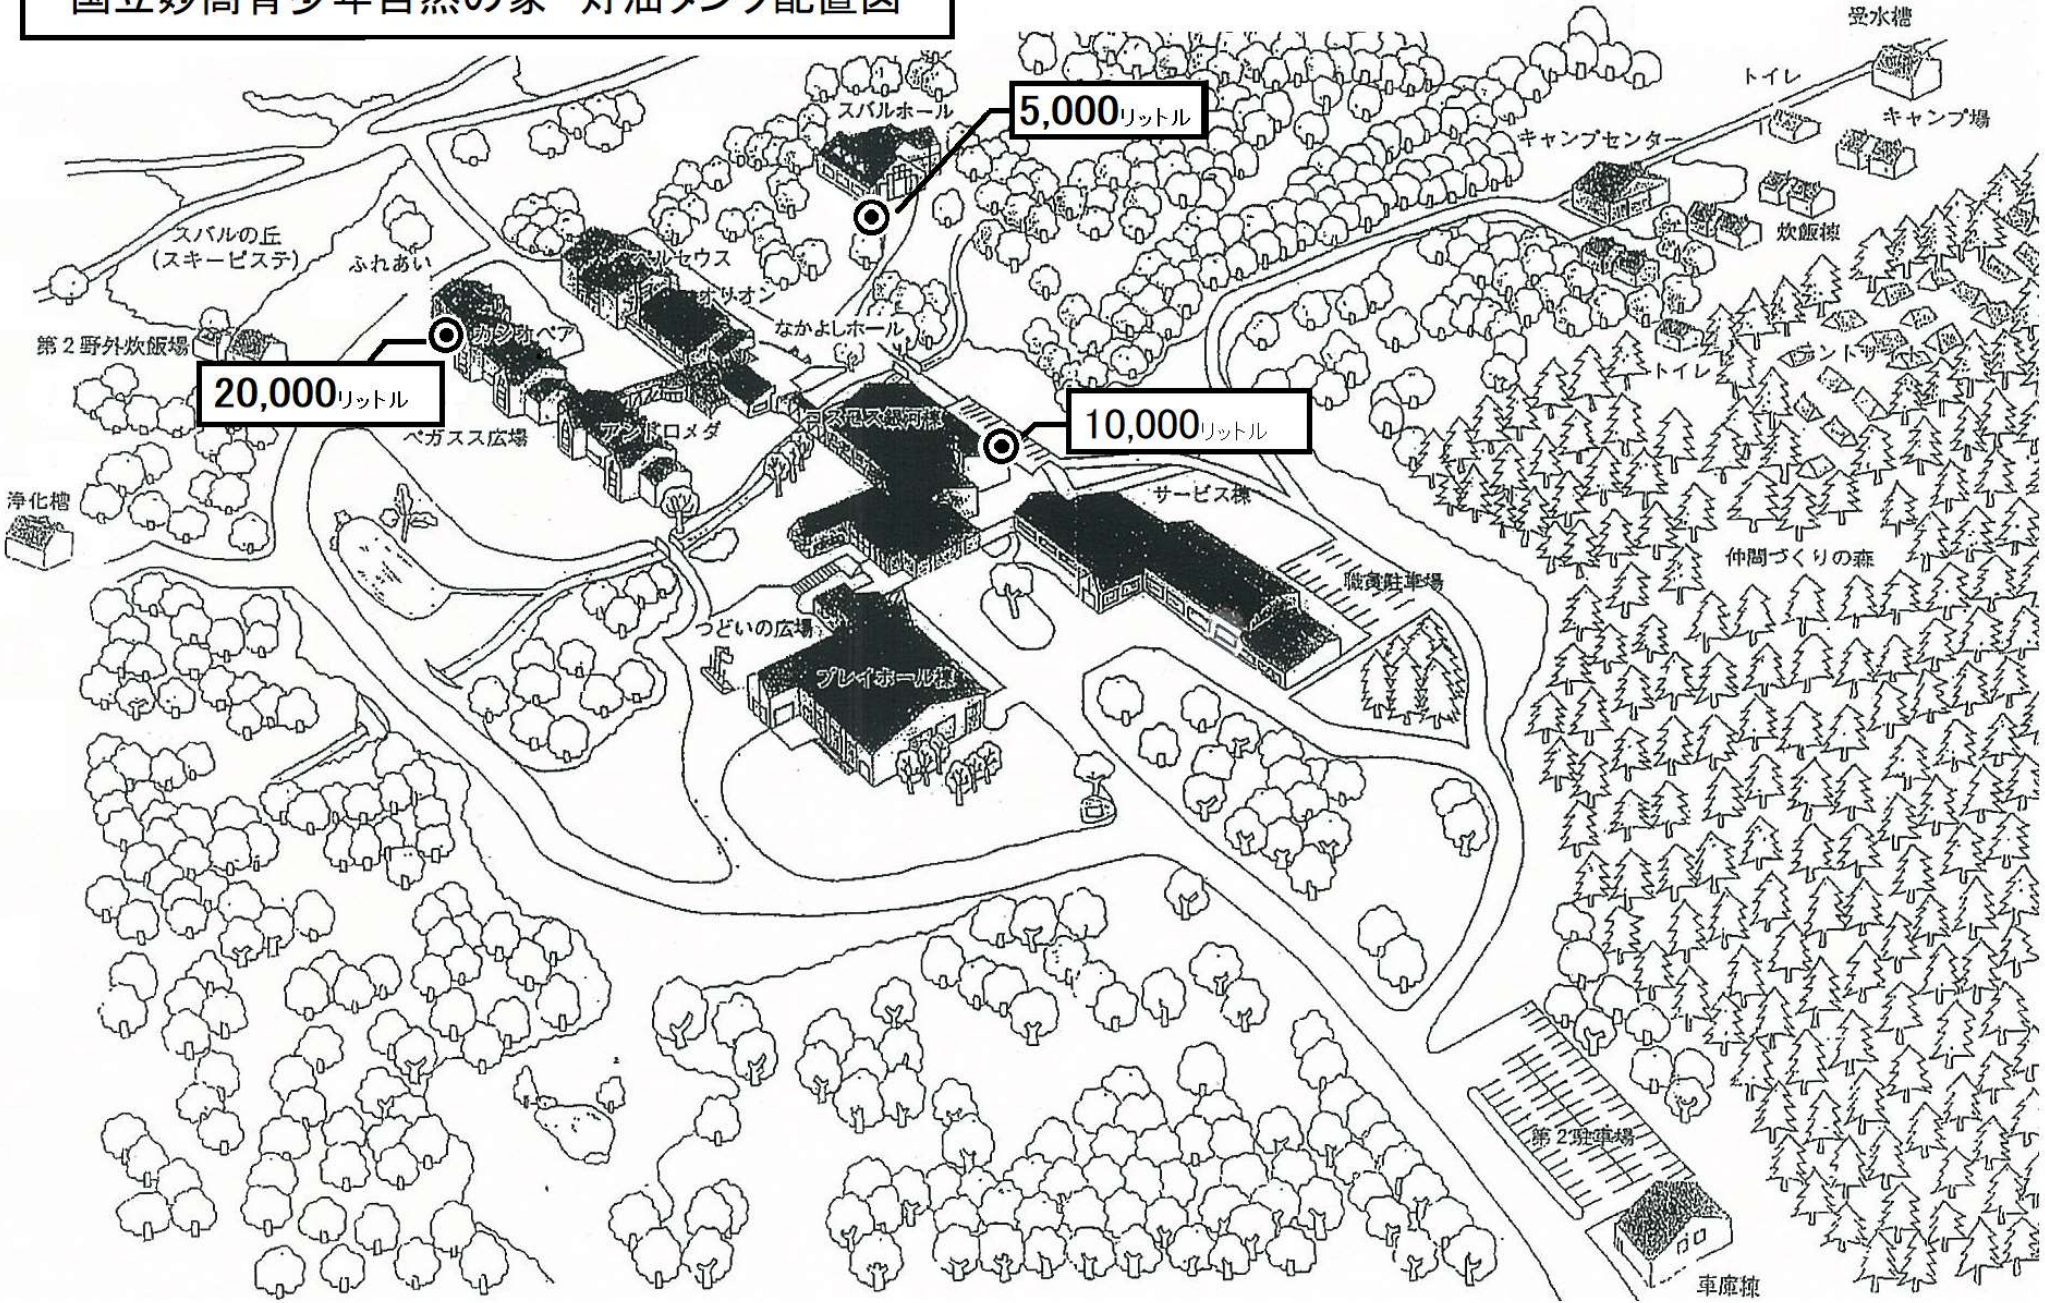 国立妙高青少年自然の家 灯油タンク配置図
受水槽
トイレ
キャンプ場
スバルホール
5,000リットル
キャンプセンター
炊飯棟
スバルの丘
(スキーピステ)
ふれあい
ペルセウス
オリオン
なかよしホール
第2野外炊飯場
カシオペア
20,000リットル
ペガスス広場
アンドロメダ
コスモス銀河棟
10,000リットル
トイレ
テントサイト
サービス棟
浄化槽
仲間づくりの森
職員駐車場
つどいの広場
プレイホール棟
第2駐車場
車庫棟